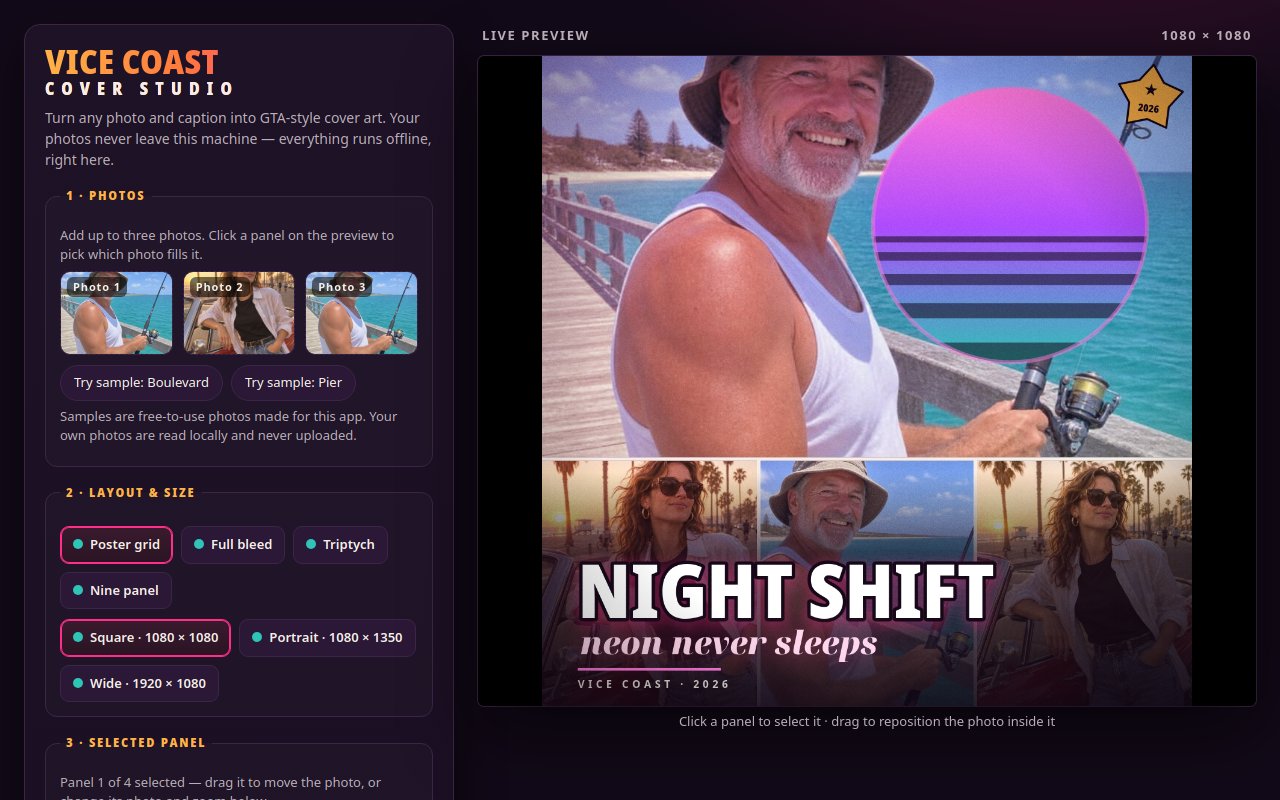 VICE COAST
COVER STUDIO
Turn any photo and caption into GTA-style cover art. Your
photos never leave this machine — everything runs offline,
right here.
1 · PHOTOS
Add up to three photos. Click a panel on the preview to
pick which photo fills it.
Photo 1
Photo 2
Photo 3
Try sample: Boulevard
Try sample: Pier
Samples are free-to-use photos made for this app. Your
own photos are read locally and never uploaded.
2 · LAYOUT & SIZE
Poster grid
Full bleed
Triptych
Nine panel
Square · 1080 × 1080
Portrait · 1080 × 1350
Wide · 1920 × 1080
3 · SELECTED PANEL
Panel 1 of 4 selected — drag it to move the photo, or
change its photo and zoom below.
LIVE PREVIEW
1080 × 1080
★
2026
NIGHT SHIFT
neon never sleeps
VICE COAST · 2026
Click a panel to select it · drag to reposition the photo inside it